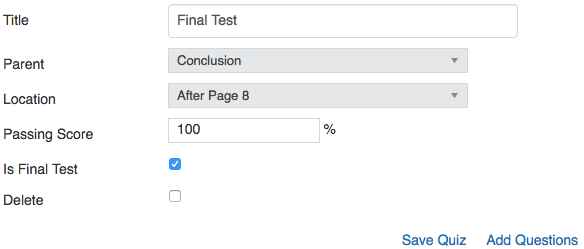 Title Final Test
Parent Conclusion
Location After Page 8
Passing Score 100 %
Is Final Test
Delete
Save Quiz Add Questions